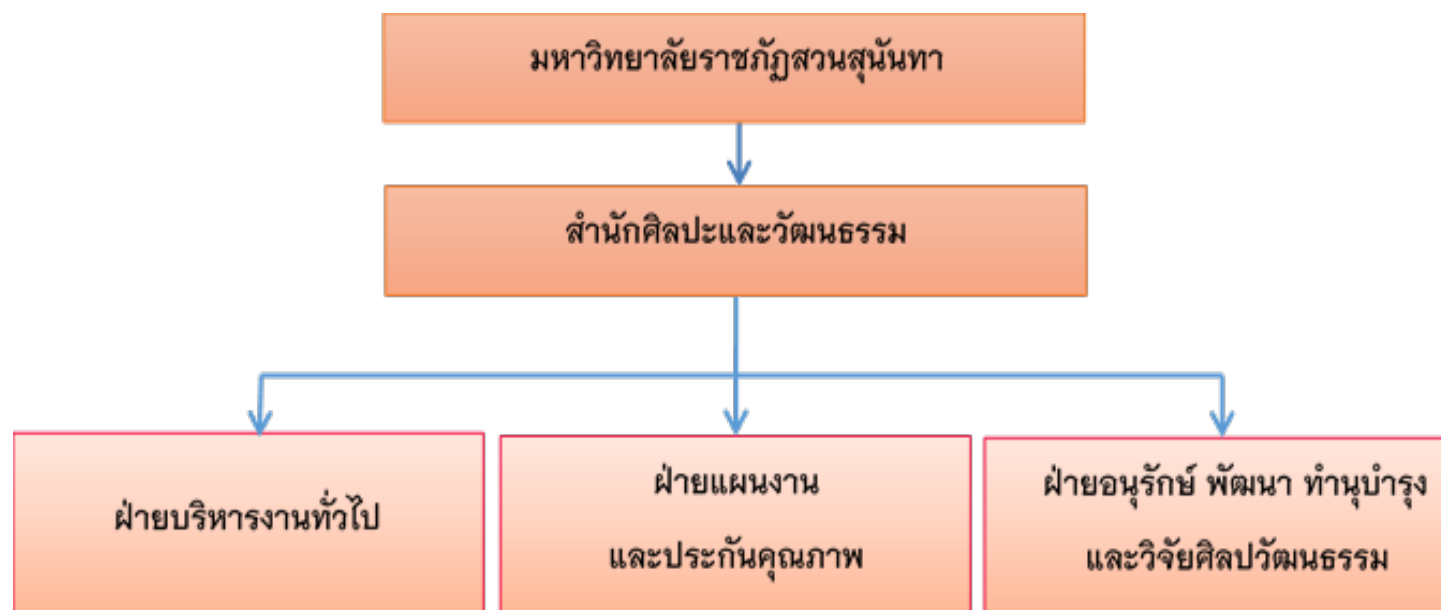 มหาวิทยาลัยราชภัฏสวนสุนันทา
สำนักศิลปะและวัฒนธรรม
ฝ่ายบริหารงานทั่วไป
ฝ่ายแผนงาน
และประกันคุณภาพ
ฝ่ายอนุรักษ์ พัฒนา ทำนุบำรุง
และวิจัยศิลปวัฒนธรรม